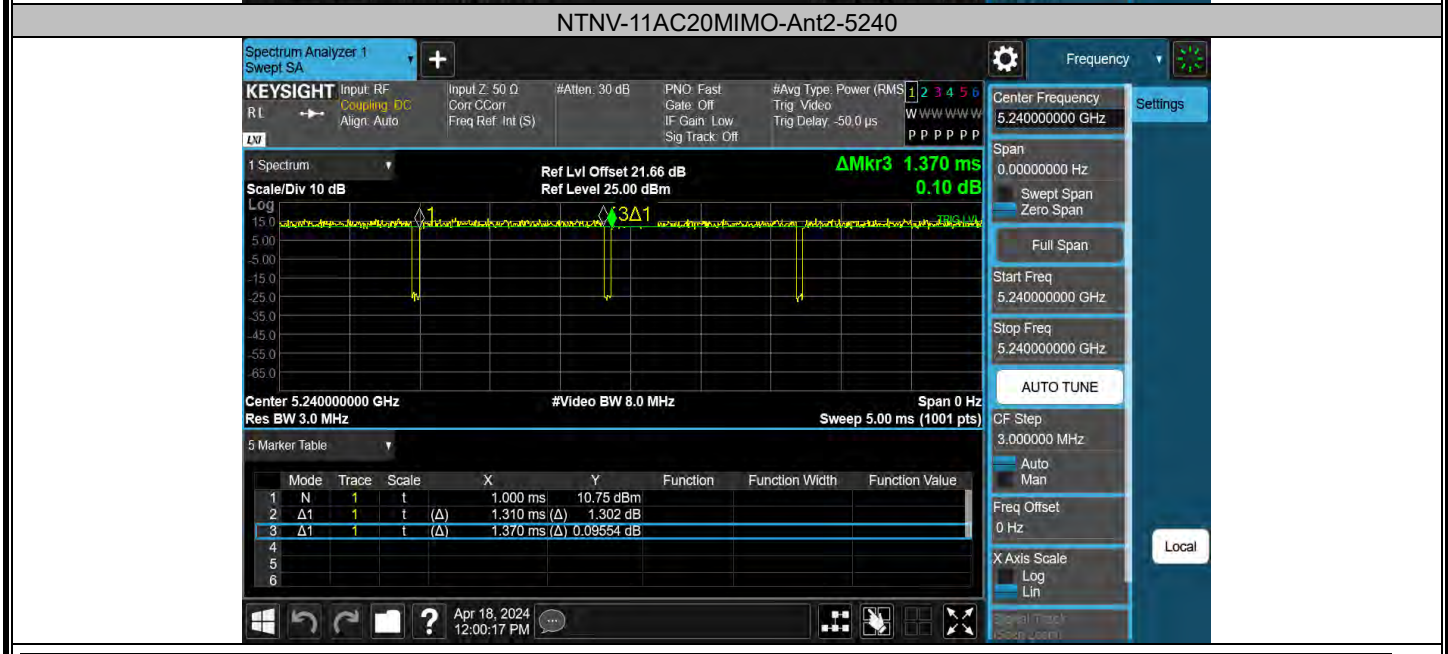 NTNV-11AC20MIMO-Ant2-5240
Spectrum Analyzer 1
Swept SA
+
Frequency
KEYSIGHT
RL
LXI
Input: RF
Coupling: DC
Align: Auto
Input Z: 50 Ω
Corr CCorr
Freq Ref: Int (S)
#Atten: 30 dB
PNO: Fast
Gate: Off
IF Gain: Low
Sig Track: Off
#Avg Type: Power (RMS
Trig: Video
Trig Delay: -50.0 µs
1 2 3 4 5 6
W W W W W W
P P P P P P
Center Frequency
5.240000000 GHz
Settings
Span
0.00000000 Hz
Swept Span
Zero Span
Full Span
Start Freq
5.240000000 GHz
Stop Freq
5.240000000 GHz
AUTO TUNE
CF Step
3.000000 MHz
Auto
Man
Freq Offset
0 Hz
X Axis Scale
Log
Lin
Signal Track
(Span Zoom)
Local
1 Spectrum
Scale/Div 10 dB
Log
Ref Lvl Offset 21.66 dB
Ref Level 25.00 dBm
ΔMkr3 1.370 ms
0.10 dB
1
3Δ1
TRIG LVL
15.0
5.00
-5.00
-15.0
-25.0
-35.0
-45.0
-55.0
-65.0
Center 5.240000000 GHz
#Video BW 8.0 MHz
Span 0 Hz
Res BW 3.0 MHz
Sweep 5.00 ms (1001 pts)
5 Marker Table
Mode Trace Scale X Y Function Function Width Function Value
1 N 1 t 1.000 ms 10.75 dBm
2 Δ1 1 t (Δ) 1.310 ms (Δ) 1.302 dB
3 Δ1 1 t (Δ) 1.370 ms (Δ) 0.09554 dB
4
5
6
?
Apr 18, 2024
12:00:17 PM